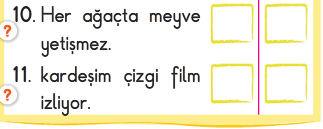 10. Her ağaçta meyve
? yetişmez.
11. kardeşim çizgi film
? izliyor.